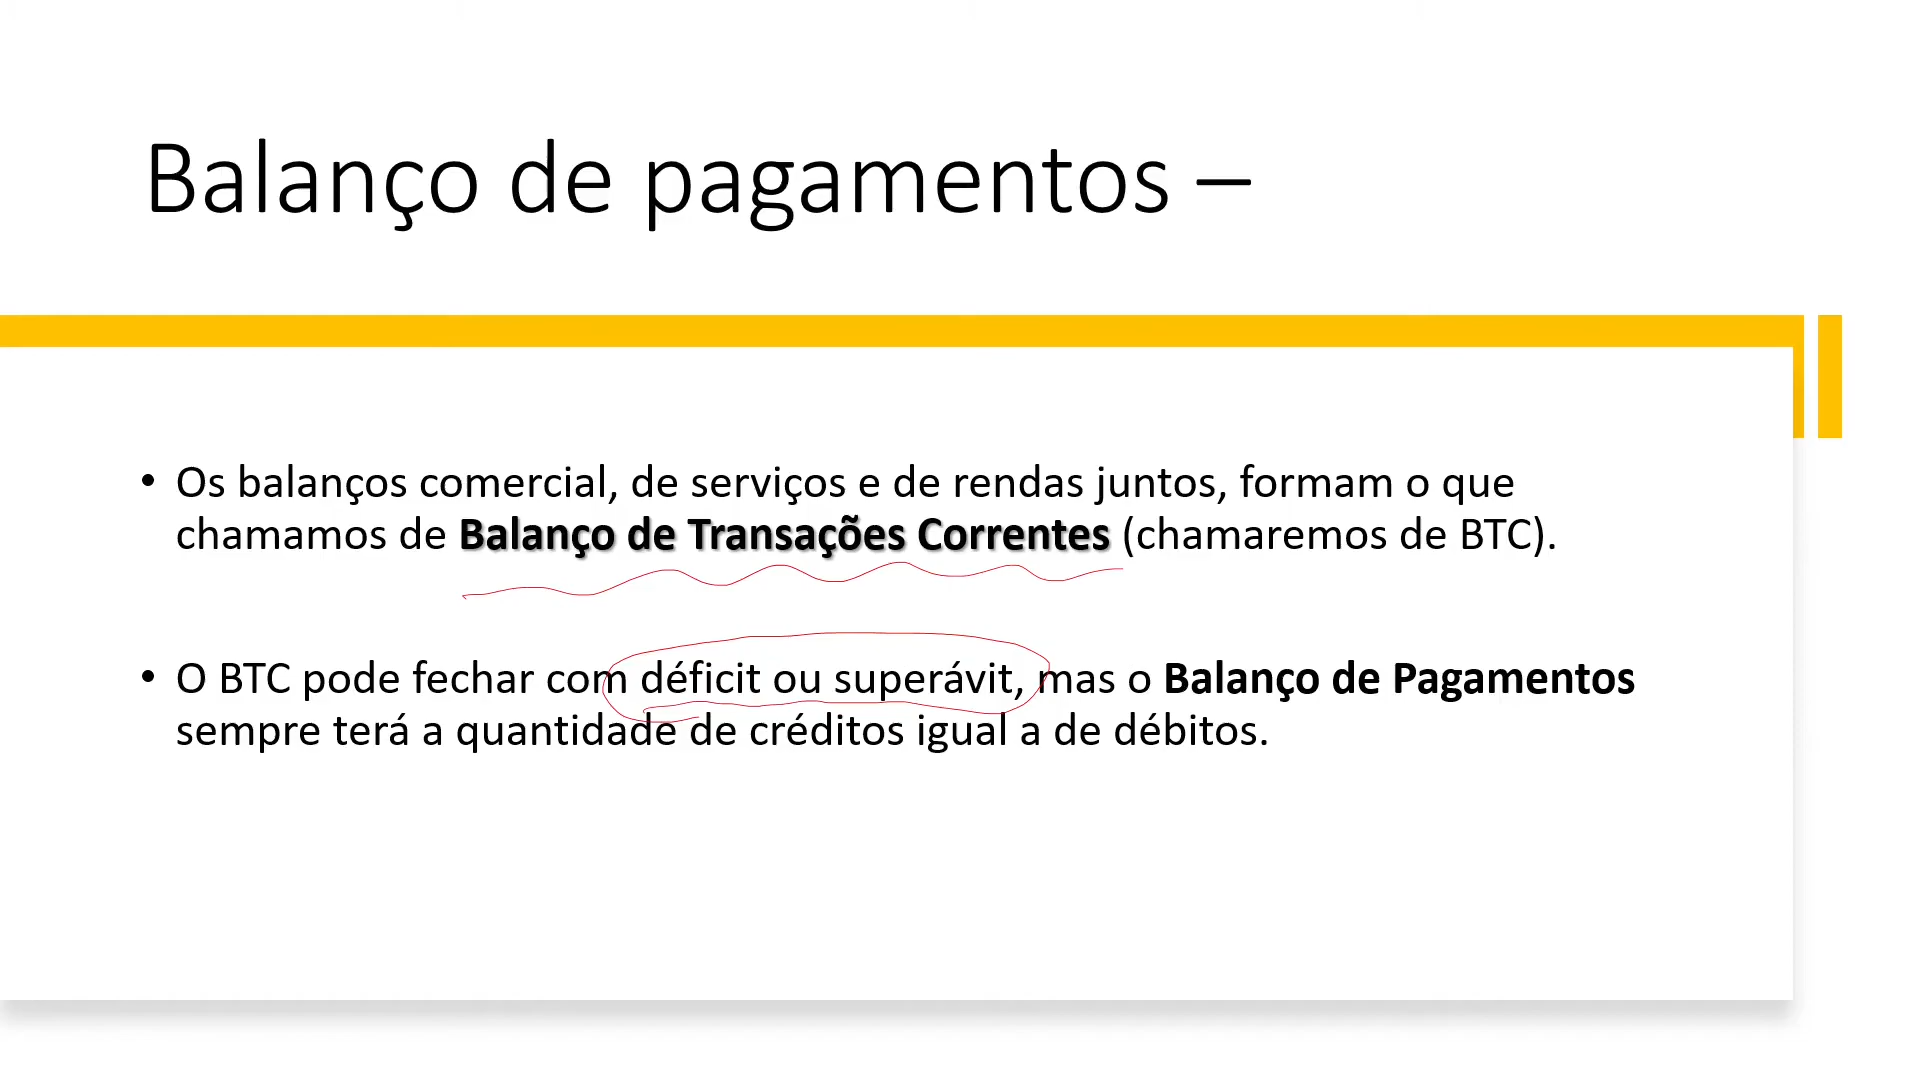 Balanço de pagamentos –
• Os balanços comercial, de serviços e de rendas juntos, formam o que
chamamos de Balanço de Transações Correntes (chamaremos de BTC).
• O BTC pode fechar com déficit ou superávit, mas o Balanço de Pagamentos
sempre terá a quantidade de créditos igual a de débitos.